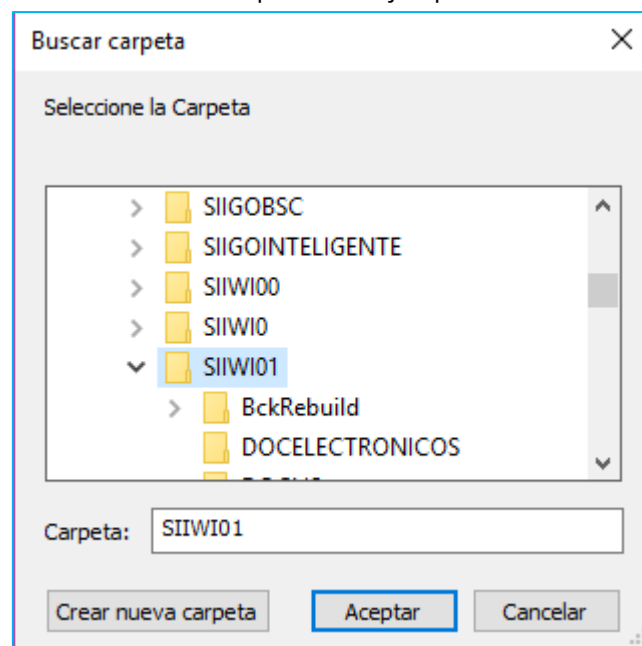 Buscar carpeta
Seleccione la Carpeta
SIIGOBSC
SIIGOINTELIGENTE
SIIWI00
SIIWI0
SIIWI01
BckRebuild
DOCELECTRONICOS
Carpeta: SIIWI01
Crear nueva carpeta Aceptar Cancelar